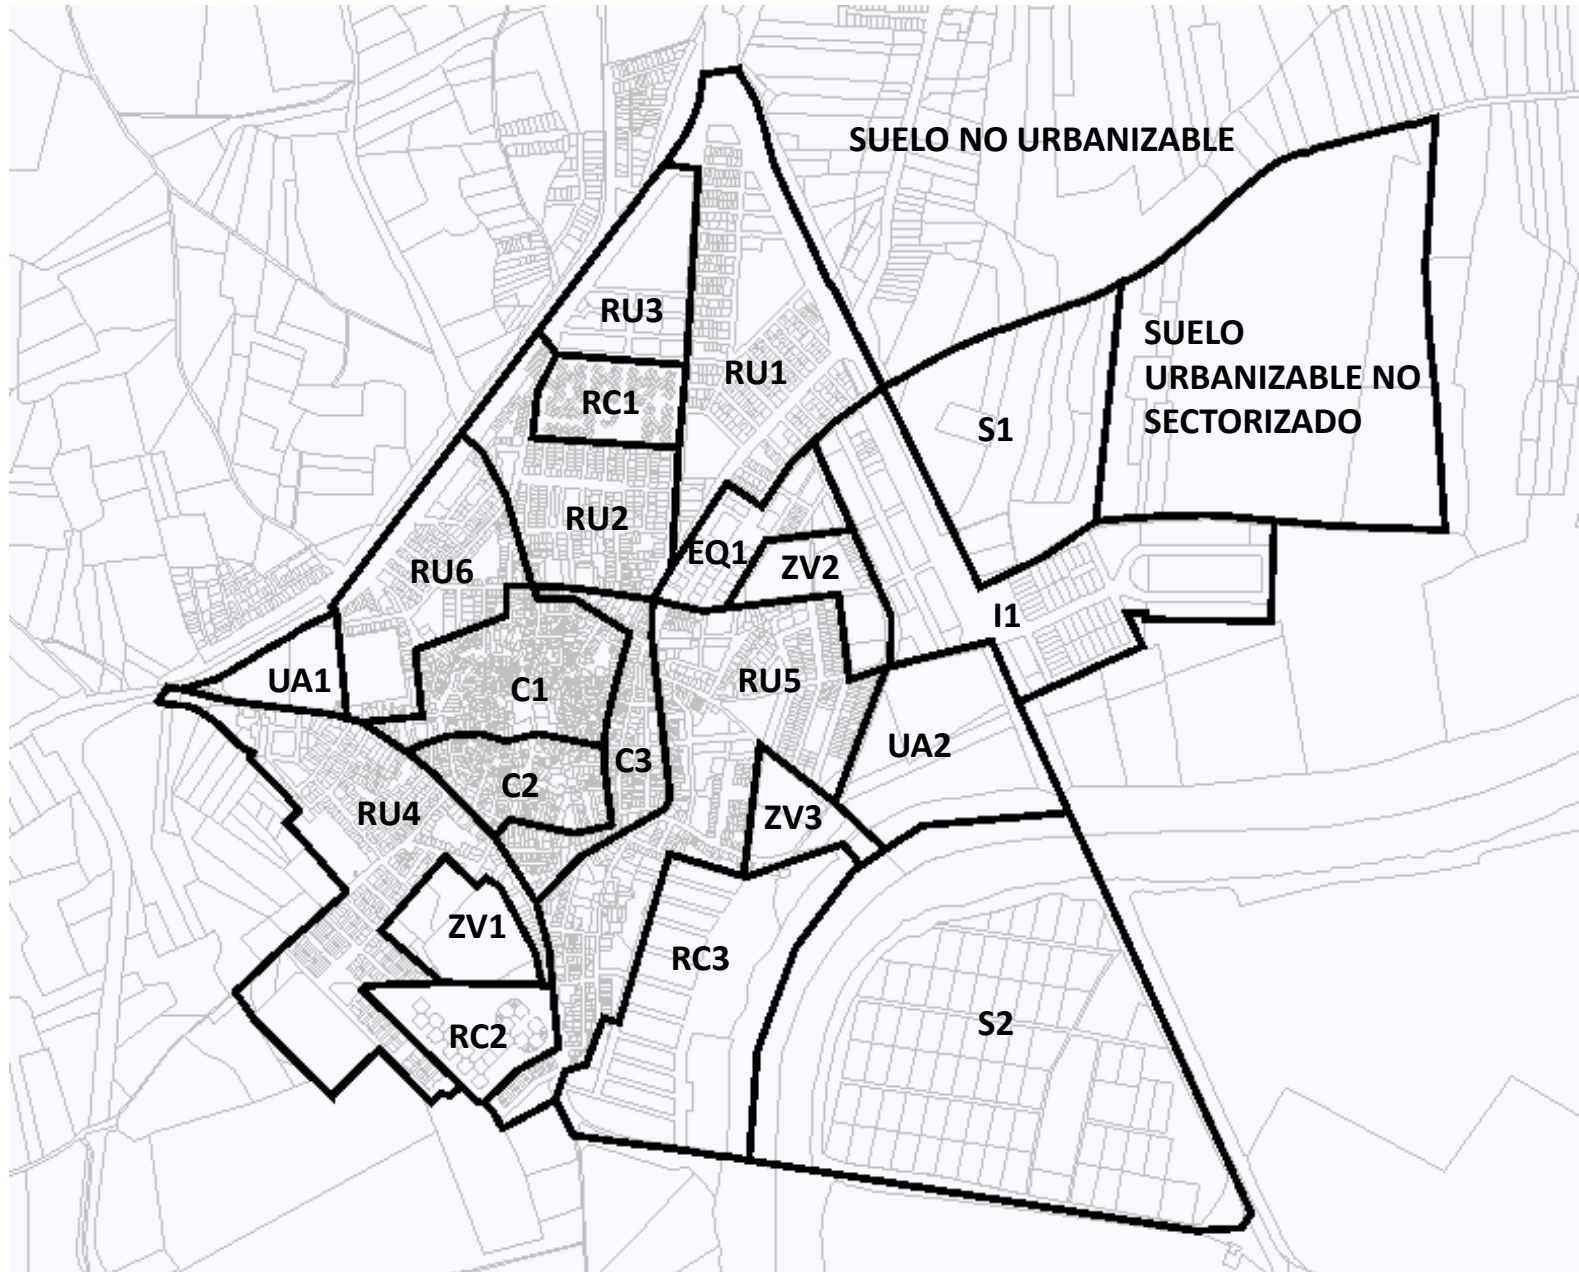 SUELO NO URBANIZABLE
RU3
SUELO
URBANIZABLE NO
SECTORIZADO
RU1
RC1
S1
RU2
EQ1
ZV2
RU6
I1
UA1
C1
RU5
UA2
C3
C2
RU4
ZV3
ZV1
RC3
S2
RC2